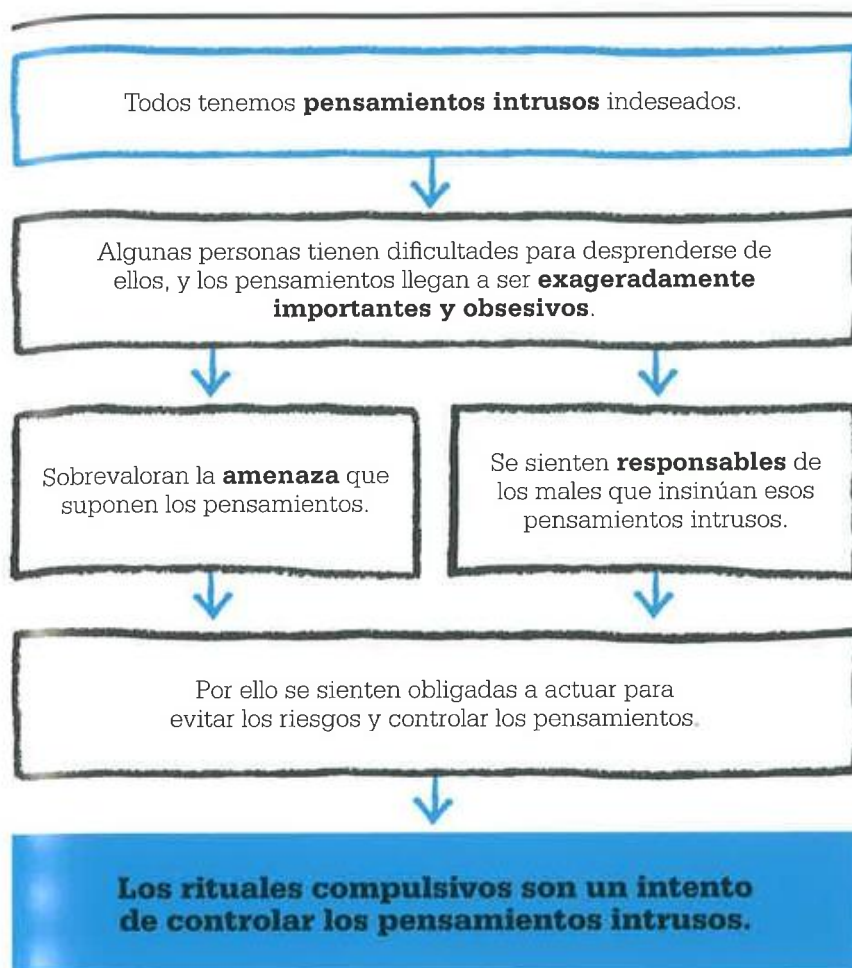 Todos tenemos pensamientos intrusos indeseados.
Algunas personas tienen dificultades para desprenderse de
ellos, y los pensamientos llegan a ser exageradamente
importantes y obsesivos.
Sobrevaloran la amenaza que
suponen los pensamientos.
Se sienten responsables de
los males que insinúan esos
pensamientos intrusos.
Por ello se sienten obligadas a actuar para
evitar los riesgos y controlar los pensamientos.
Los rituales compulsivos son un intento
de controlar los pensamientos intrusos.